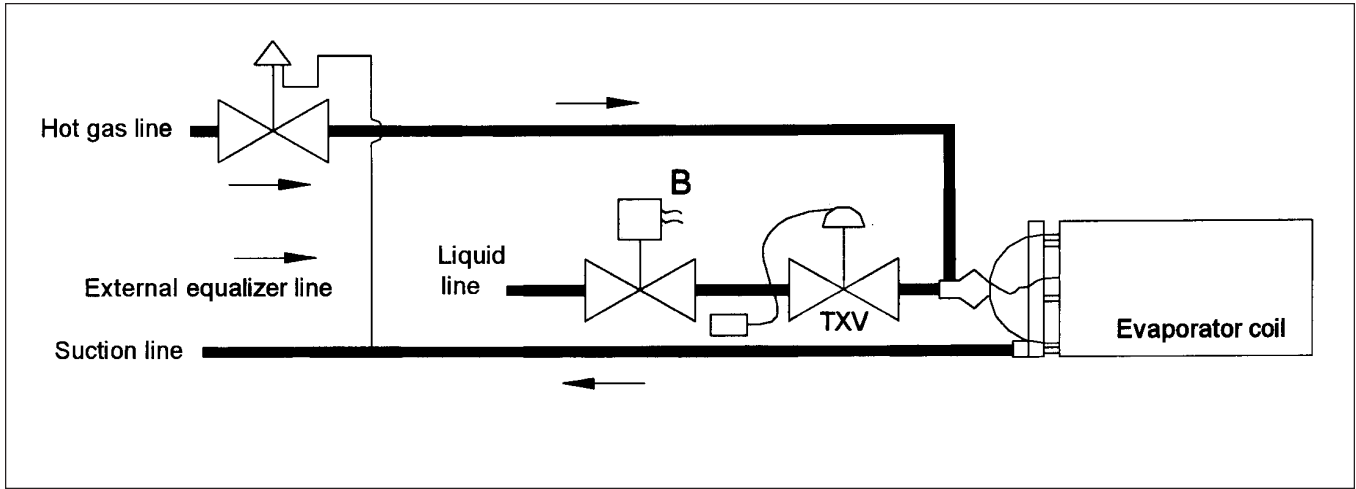 Hot gas line
B
Liquid
line
External equalizer line
TXV
Evaporator coil
Suction line